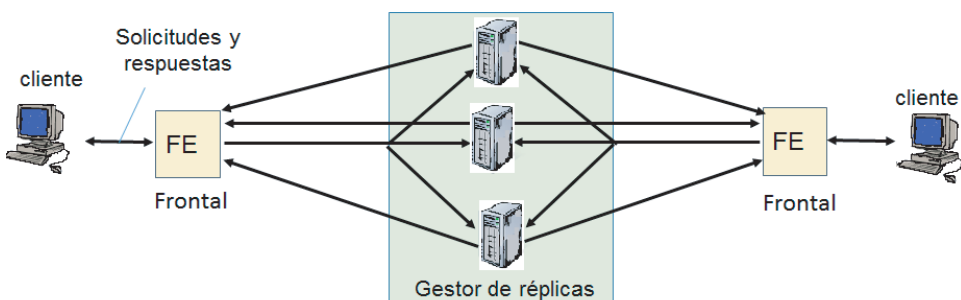 Solicitudes y
respuestas
cliente
FE
Frontal
Gestor de réplicas
FE
Frontal
cliente